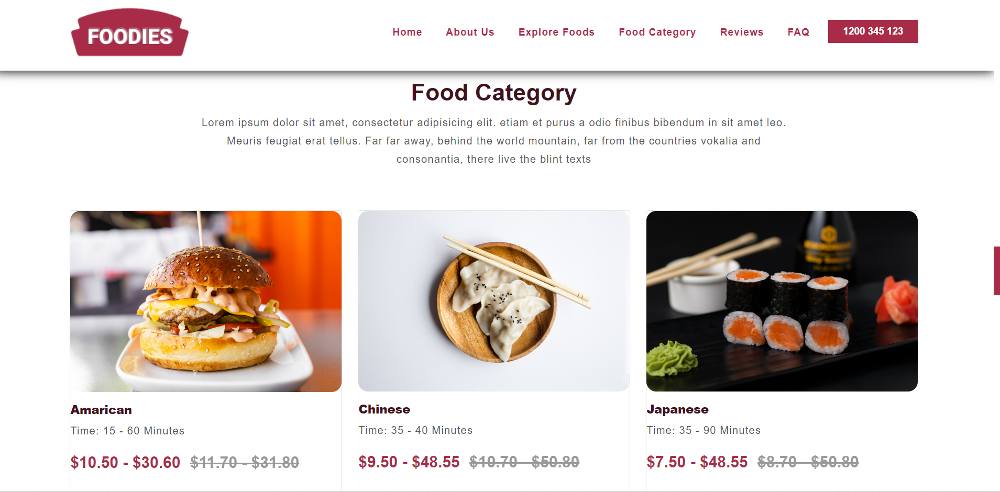 FOODIES
Home About Us Explore Foods Food Category Reviews FAQ 1200 345 123
Food Category
Lorem ipsum dolor sit amet, consectetur adipisicing elit. etiam et purus a odio finibus bibendum in sit amet leo.
Meuris feugiat erat tellus. Far far away, behind the world mountain, far from the countries vokalia and
consonantia, there live the blint texts
Amarican
Time: 15 - 60 Minutes
$10.50 - $30.60 $11.70 - $31.80
Chinese
Time: 35 - 40 Minutes
$9.50 - $48.55 $10.70 - $50.80
Japanese
Time: 35 - 90 Minutes
$7.50 - $48.55 $8.70 - $50.80